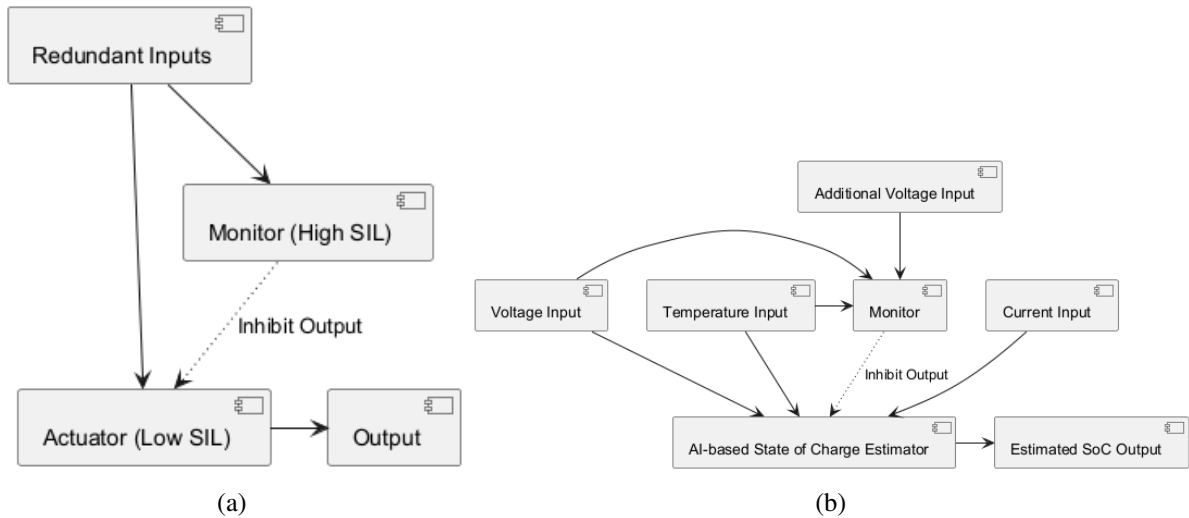 Redundant Inputs
Monitor (High SIL)
Inhibit Output
Actuator (Low SIL)
Output
(a)
Additional Voltage Input
Voltage Input
Temperature Input
Monitor
Current Input
Inhibit Output
AI-based State of Charge Estimator
Estimated SoC Output
(b)